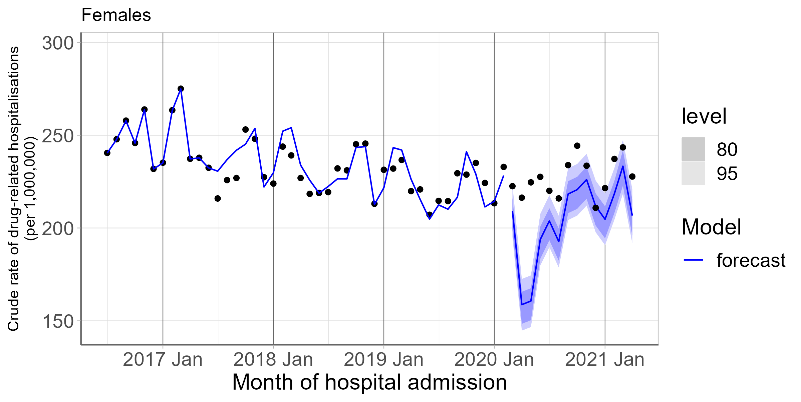 Females
Crude rate of drug-related hospitalisations
(per 1,000,000)
300
250
200
150
2017 Jan 2018 Jan 2019 Jan 2020 Jan 2021 Jan
Month of hospital admission
level
80
95
Model
forecast